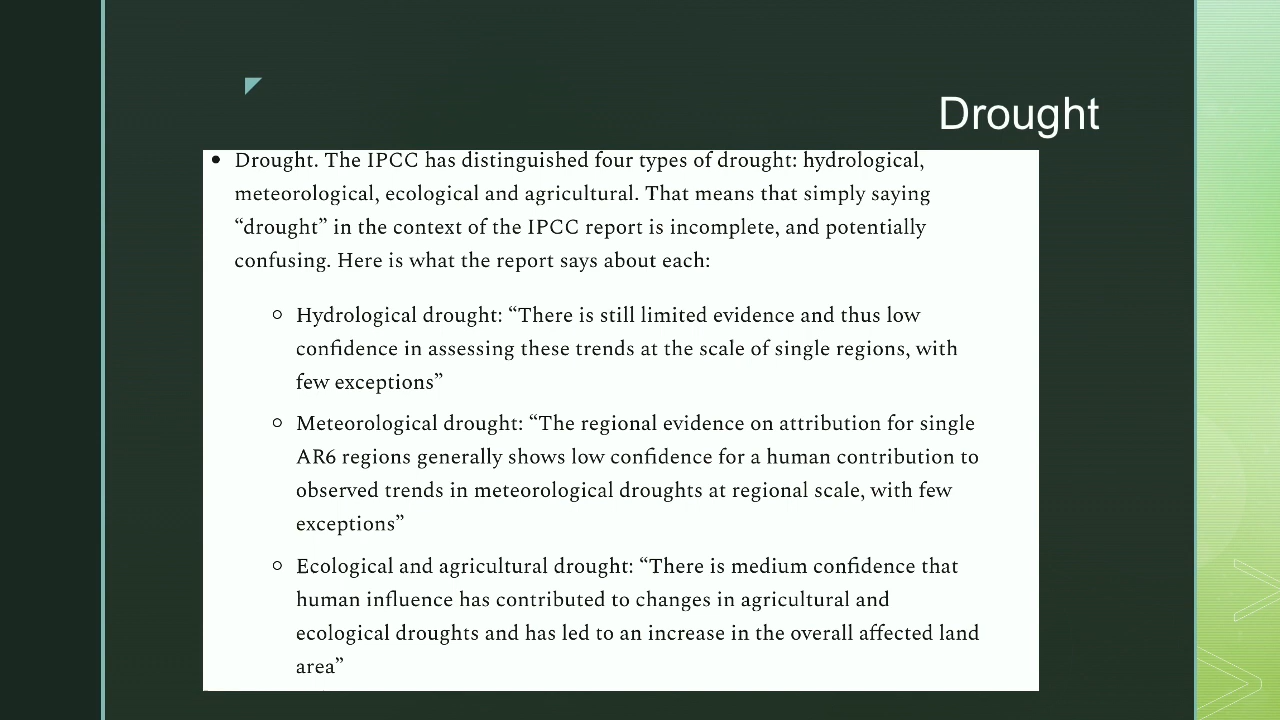 Drought
• Drought. The IPCC has distinguished four types of drought: hydrological,
meteorological, ecological and agricultural. That means that simply saying
“drought” in the context of the IPCC report is incomplete, and potentially
confusing. Here is what the report says about each:
○ Hydrological drought: “There is still limited evidence and thus low
confidence in assessing these trends at the scale of single regions, with
few exceptions”
○ Meteorological drought: “The regional evidence on attribution for single
AR6 regions generally shows low confidence for a human contribution to
observed trends in meteorological droughts at regional scale, with few
exceptions”
○ Ecological and agricultural drought: “There is medium confidence that
human influence has contributed to changes in agricultural and
ecological droughts and has led to an increase in the overall affected land
area”